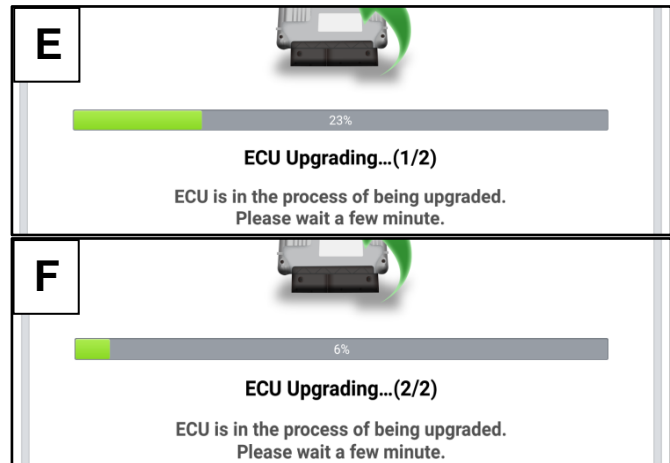 E
23%
ECU Upgrading...(1/2)
ECU is in the process of being upgraded.
Please wait a few minute.
F
6%
ECU Upgrading...(2/2)
ECU is in the process of being upgraded.
Please wait a few minute.